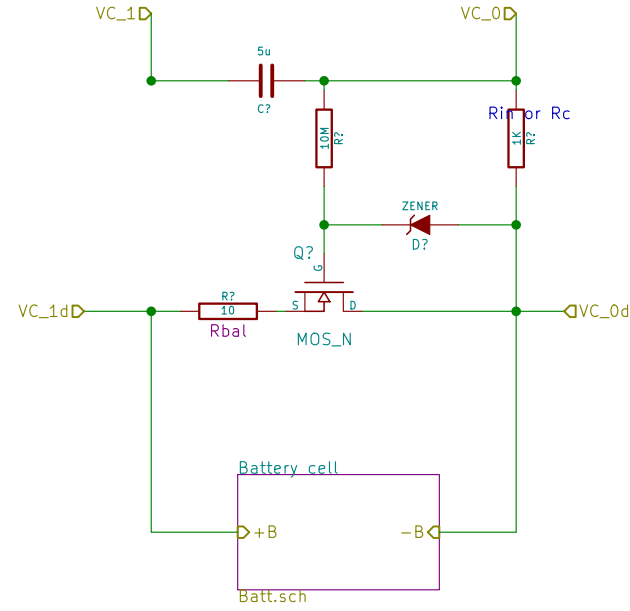 VC_1
VC_0
5u
C?
Rin or Rc
10M
R?
1K
R?
ZENER
D?
Q?
G
S
D
MOS_N
VC_1d
R?
10
Rbal
VC_0d
Battery cell
+B
-B
Batt.sch